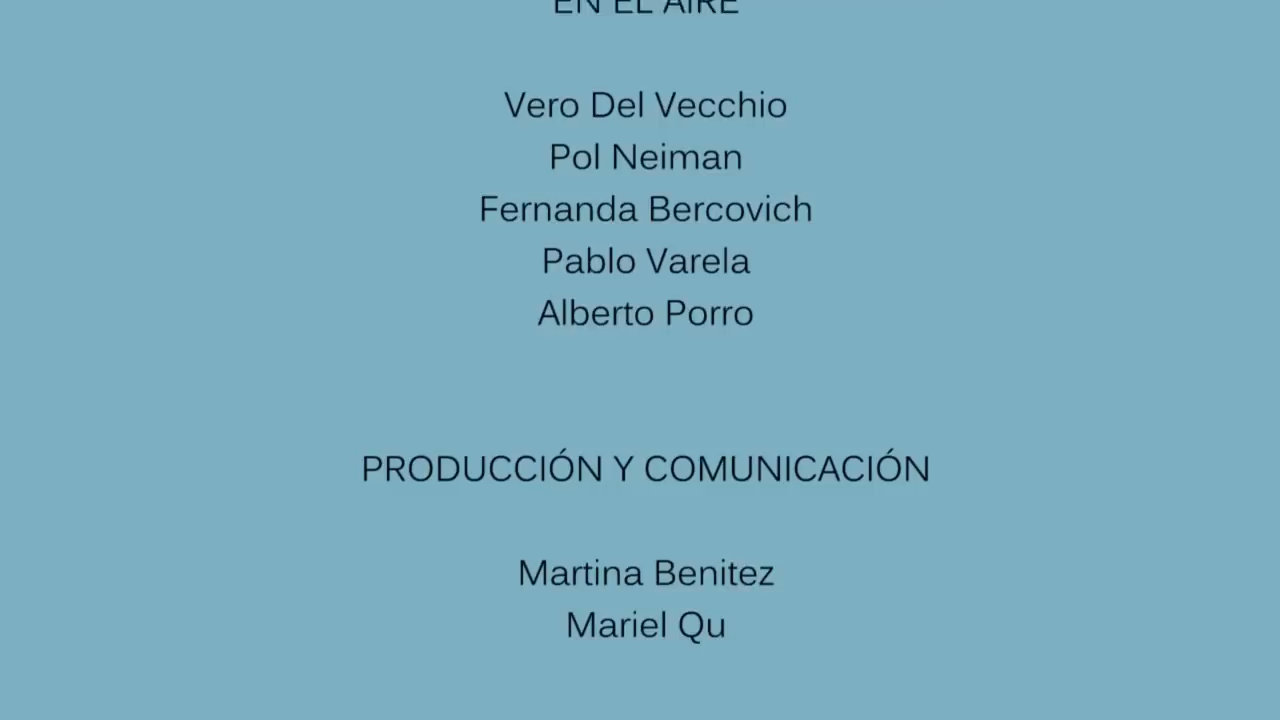 EN EL AIRE
Vero Del Vecchio
Pol Neiman
Fernanda Bercovich
Pablo Varela
Alberto Porro
PRODUCCIÓN Y COMUNICACIÓN
Martina Benitez
Mariel Qu